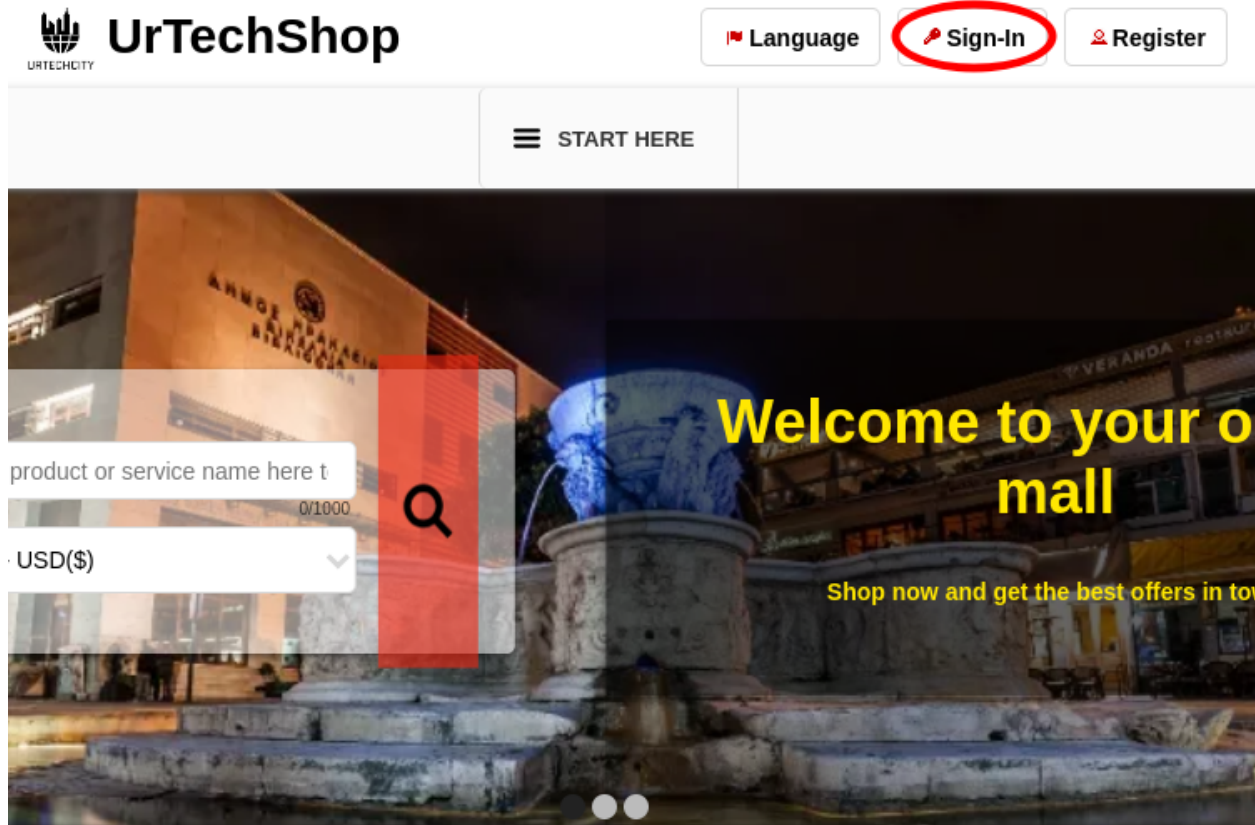 URTECHCITY
UrTechShop
Language
Sign-In
Register
START HERE
VERANDA
product or service name here t
0/1000
USD($)
Welcome to your o
mall
Shop now and get the best offers in tow